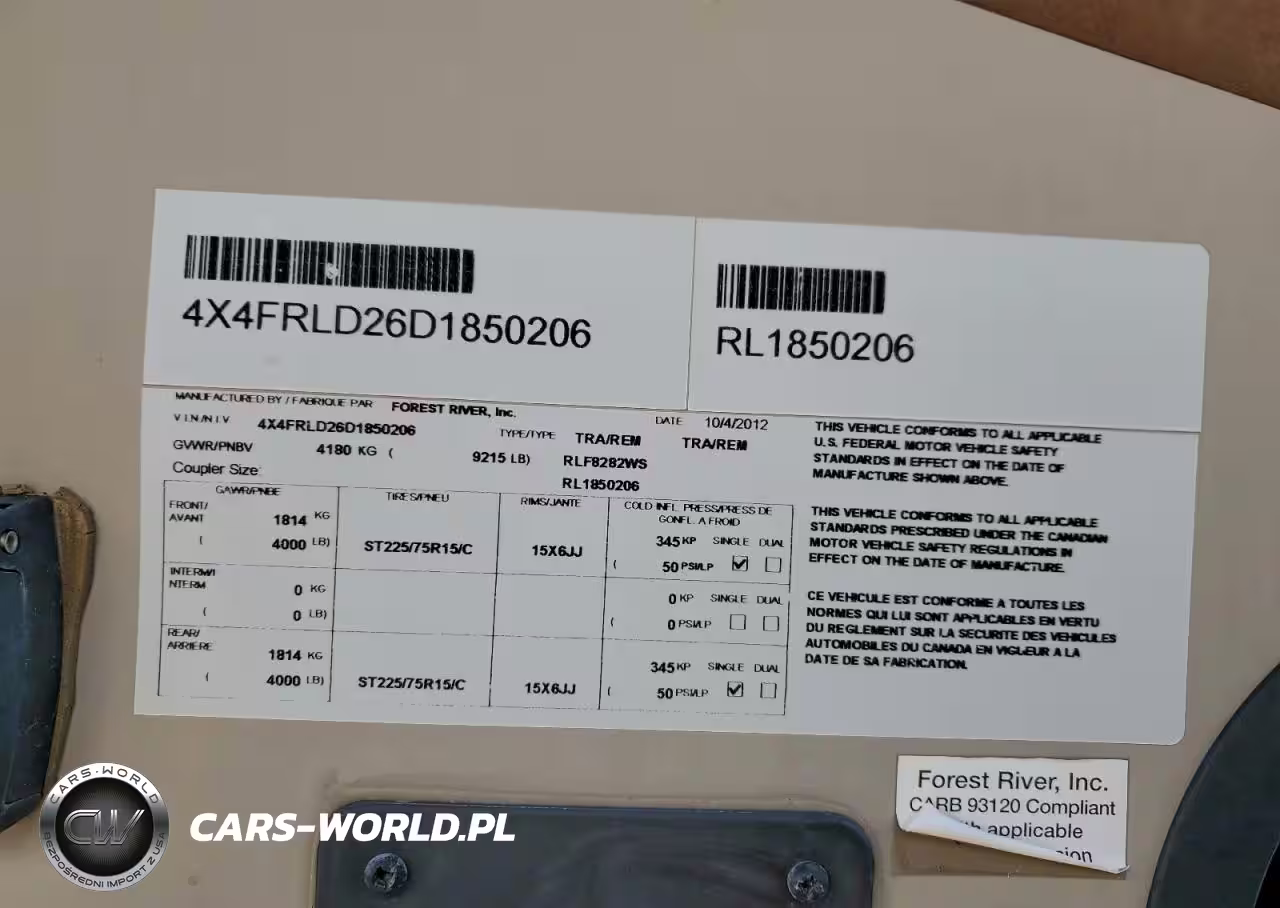 4X4FRLD26D1850206
RL1850206
MANUFACTURED BY / FABRIQUE PAR FOREST RIVER, Inc. DATE 10/4/2012
V I N/N I V 4X4FRLD26D1850206 TYPE/TYPE TRA/REM TRA/REM
GVWR/PNBV 4180 KG ( 9215 LB) RLF8282WS
Coupler Size: RL1850206
GAWR/PNBE TIRES/PNEU RIMS/JANTE COLD INFL. PRESS/PRESS DE
GONFL. A FROID
FRONT/
AVANT 1814 KG 345 KP SINGLE DUAL
( 4000 LB) ST225/75R15/C 15X6JJ ( 50 PSI/LP
INTERM/
NTERM 0 KG 0 KP SINGLE DUAL
( 0 LB) ( 0 PSI/LP
REAR/
ARRIERE 1814 KG 345 KP SINGLE DUAL
( 4000 LB) ST225/75R15/C 15X6JJ ( 50 PSI/LP
THIS VEHICLE CONFORMS TO ALL APPLICABLE
U.S. FEDERAL MOTOR VEHICLE SAFETY
STANDARDS IN EFFECT ON THE DATE OF
MANUFACTURE SHOWN ABOVE.
THIS VEHICLE CONFORMS TO ALL APPLICABLE
STANDARDS PRESCRIBED UNDER THE CANADIAN
MOTOR VEHICLE SAFETY REGULATIONS IN
EFFECT ON THE DATE OF MANUFACTURE.
CE VEHICULE EST CONFORME A TOUTES LES
NORMES QUI LUI SONT APPLICABLES EN VERTU
DU REGLEMENT SUR LA SECURITE DES VEHICULES
AUTOMOBILES DU CANADA EN VIGUEUR A LA
DATE DE SA FABRICATION.
Forest River, Inc.
CARB 93120 Compliant
applicable
CARS-WORLD
CW
BEZPOŚREDNI IMPORT Z USA
CARS-WORLD.PL